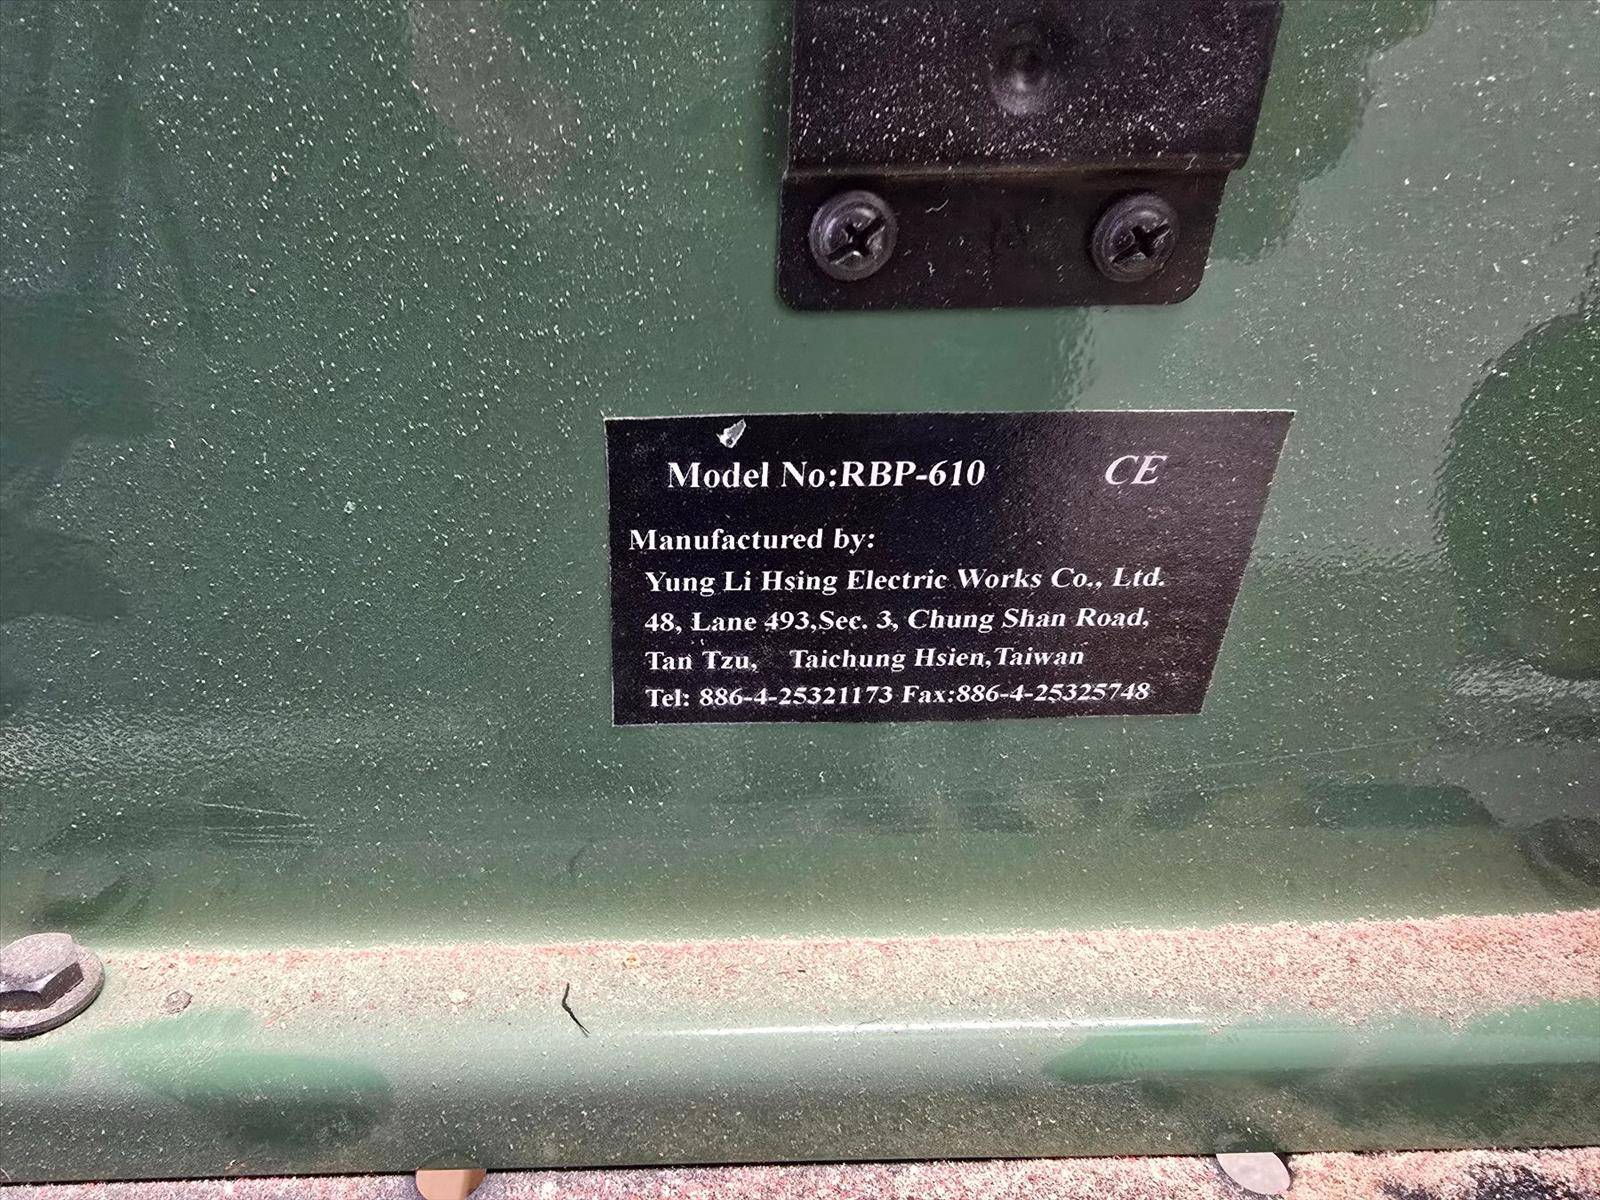 Model No:RBP-610 CE
Manufactured by:
Yung Li Hsing Electric Works Co., Ltd.
48, Lane 493,Sec. 3, Chung Shan Road,
Tan Tzu, Taichung Hsien,Taiwan
Tel: 886-4-25321173 Fax:886-4-25325748